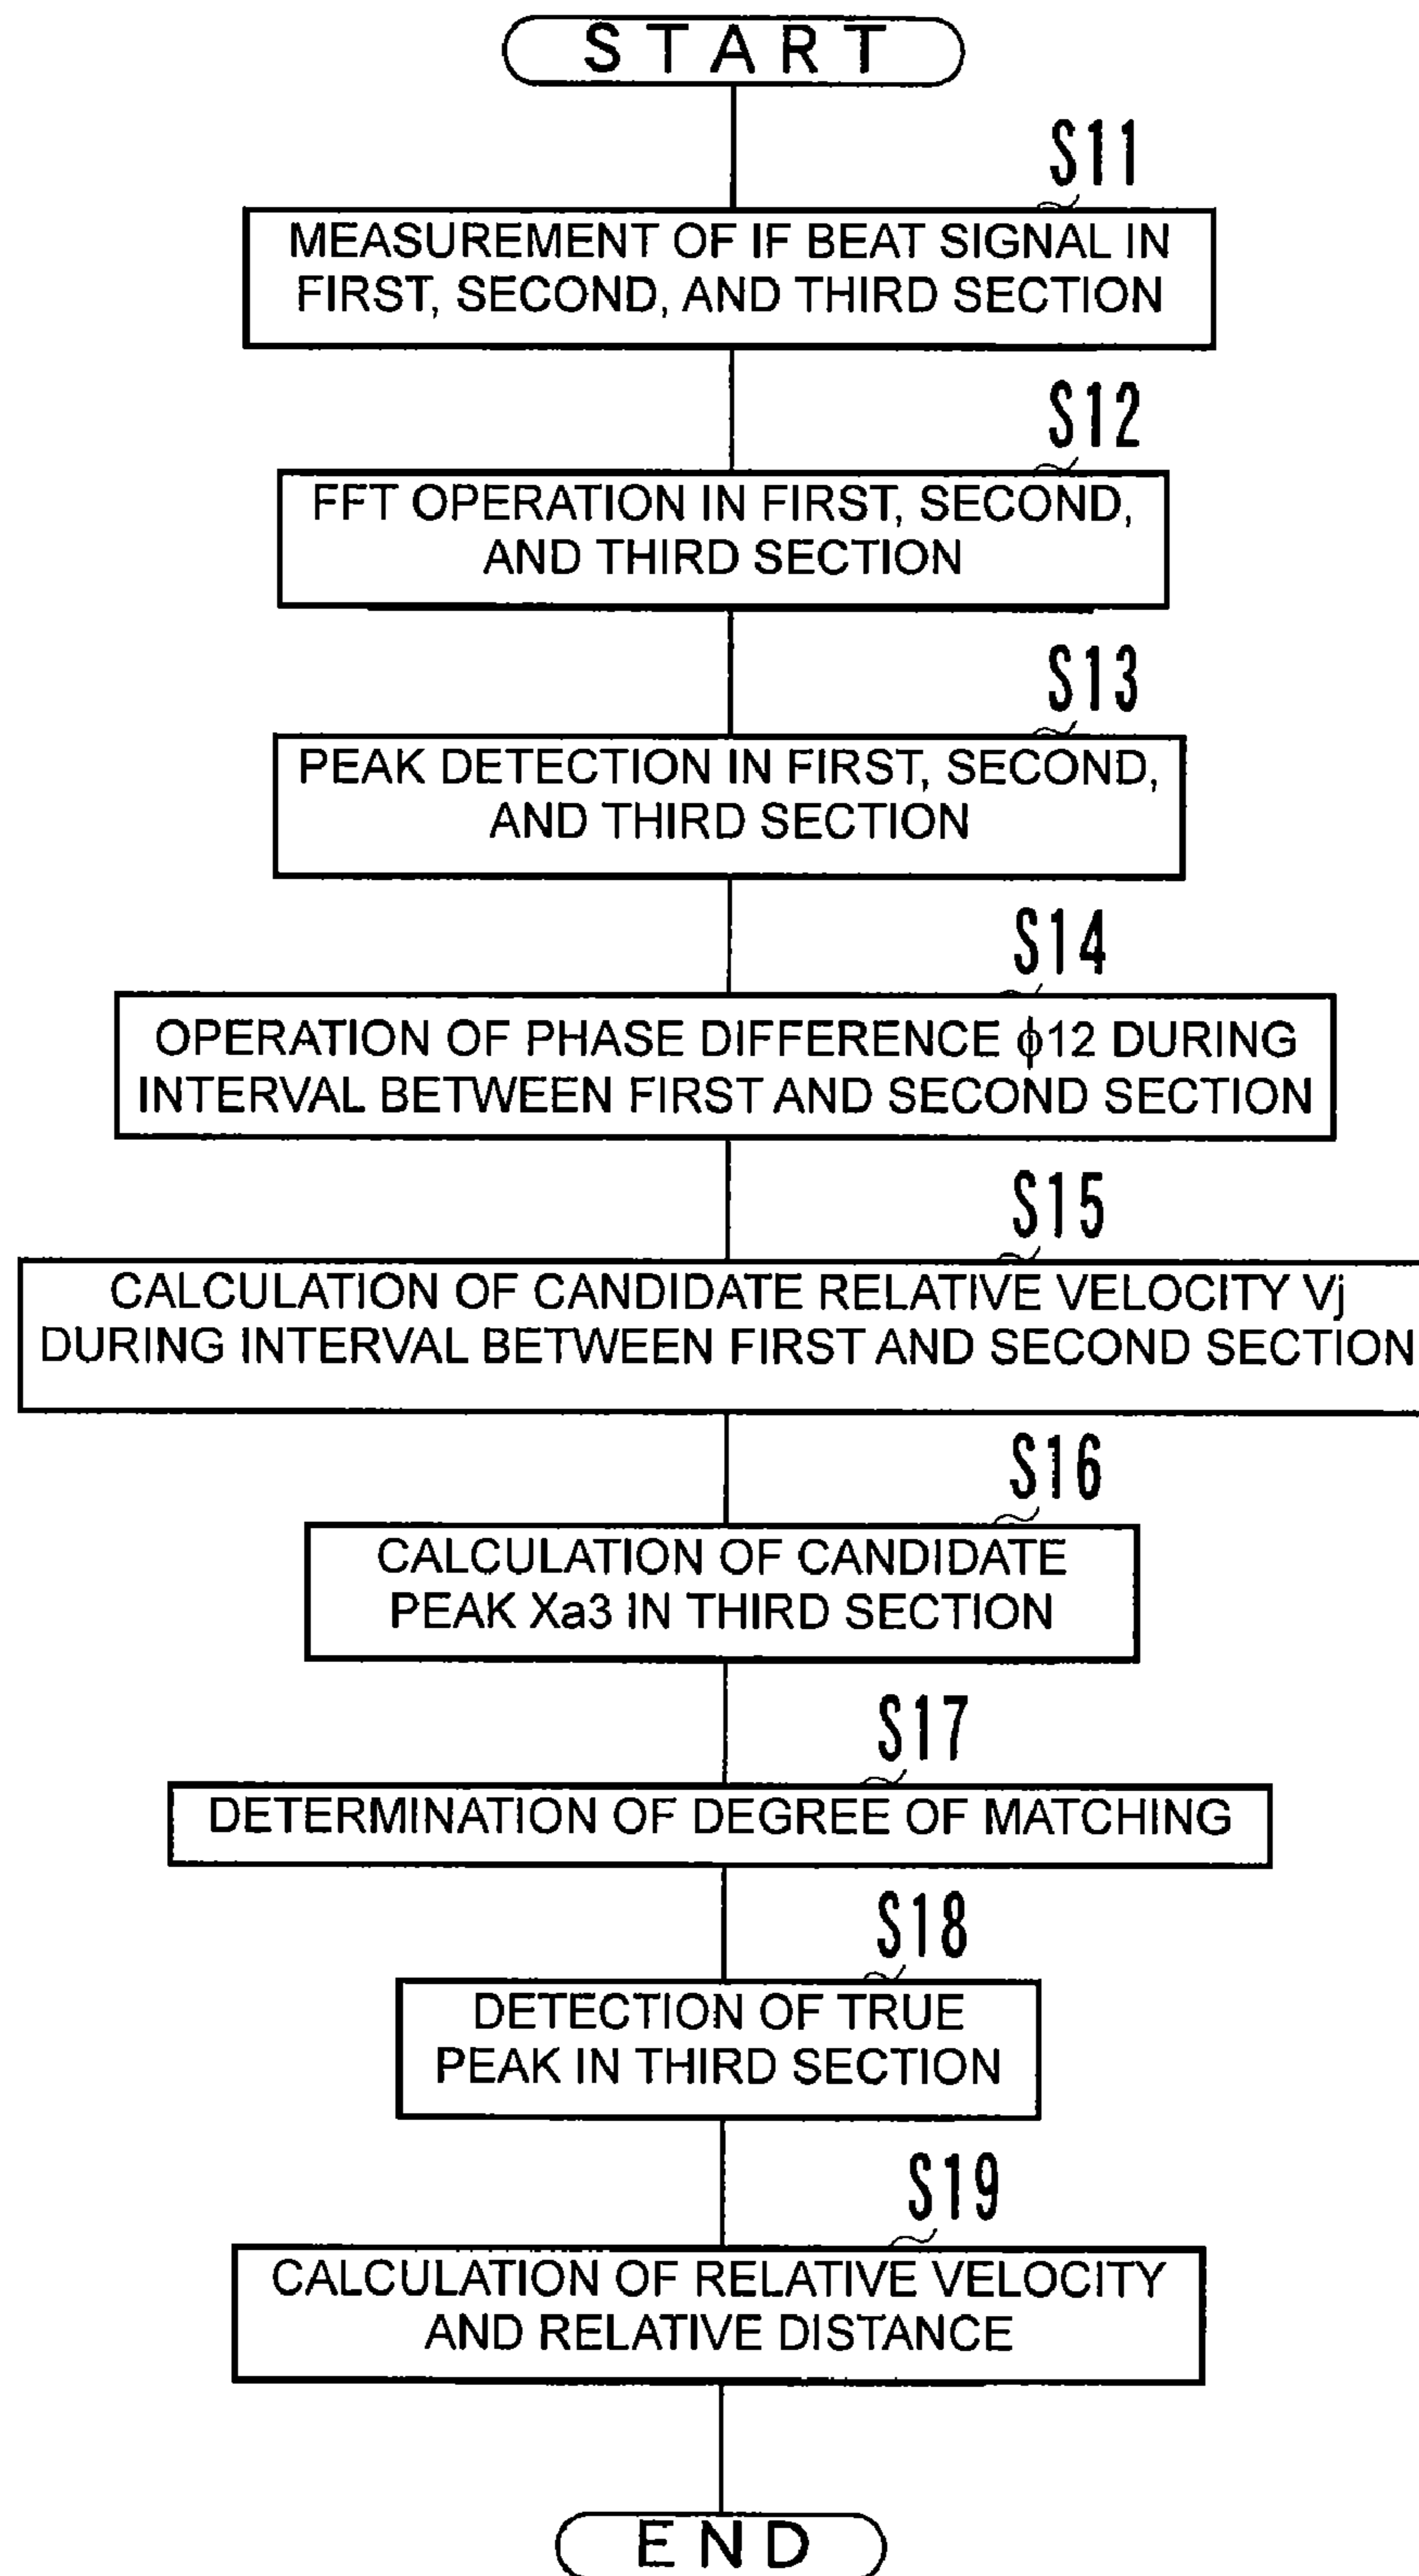 START
S11
MEASUREMENT OF IF BEAT SIGNAL IN
FIRST, SECOND, AND THIRD SECTION
S12
FFT OPERATION IN FIRST, SECOND,
AND THIRD SECTION
S13
PEAK DETECTION IN FIRST, SECOND,
AND THIRD SECTION
S14
OPERATION OF PHASE DIFFERENCE ϕ12 DURING
INTERVAL BETWEEN FIRST AND SECOND SECTION
S15
CALCULATION OF CANDIDATE RELATIVE VELOCITY Vj
DURING INTERVAL BETWEEN FIRST AND SECOND SECTION
S16
CALCULATION OF CANDIDATE
PEAK Xa3 IN THIRD SECTION
S17
DETERMINATION OF DEGREE OF MATCHING
S18
DETECTION OF TRUE
PEAK IN THIRD SECTION
S19
CALCULATION OF RELATIVE VELOCITY
AND RELATIVE DISTANCE
END